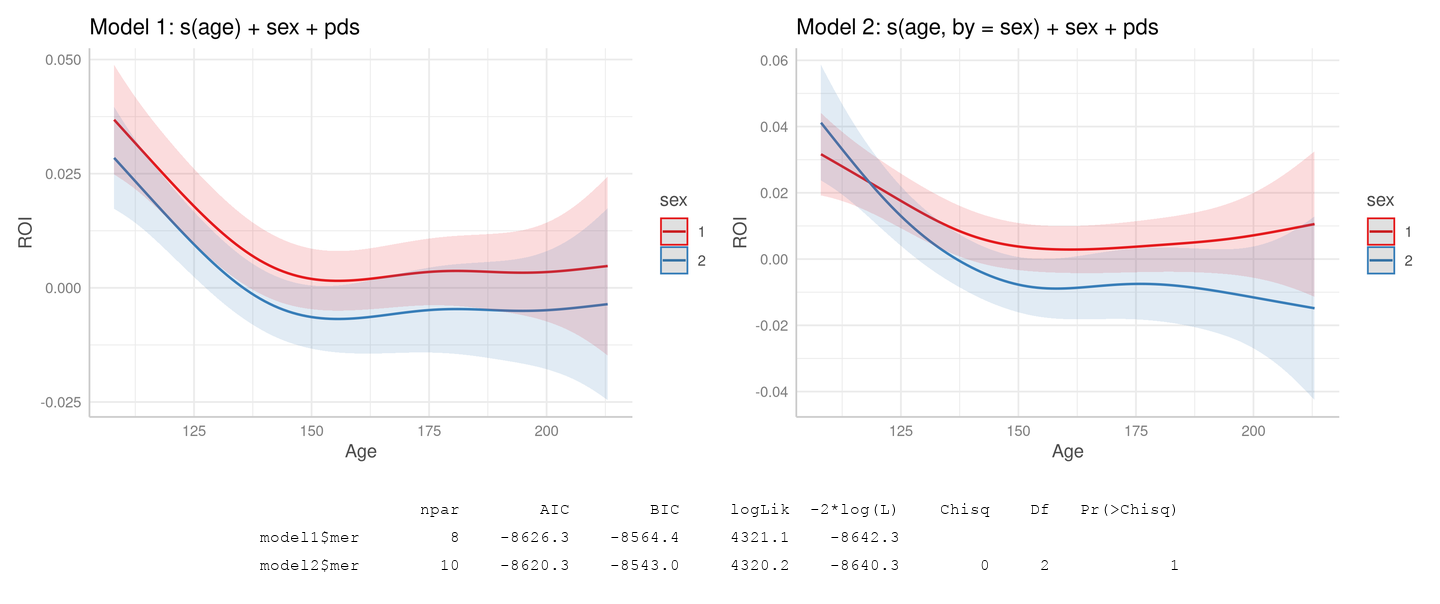 Model 1: s(age) + sex + pds
0.050
0.025
0.000
-0.025
ROI
125 150 175 200
Age
sex
1
2
Model 2: s(age, by = sex) + sex + pds
0.06
0.04
0.02
0.00
-0.02
-0.04
ROI
125 150 175 200
Age
sex
1
2
npar AIC BIC logLik -2*log(L) Chisq Df Pr(>Chisq)
model1$mer 8 -8626.3 -8564.4 4321.1 -8642.3
model2$mer 10 -8620.3 -8543.0 4320.2 -8640.3 0 2 1